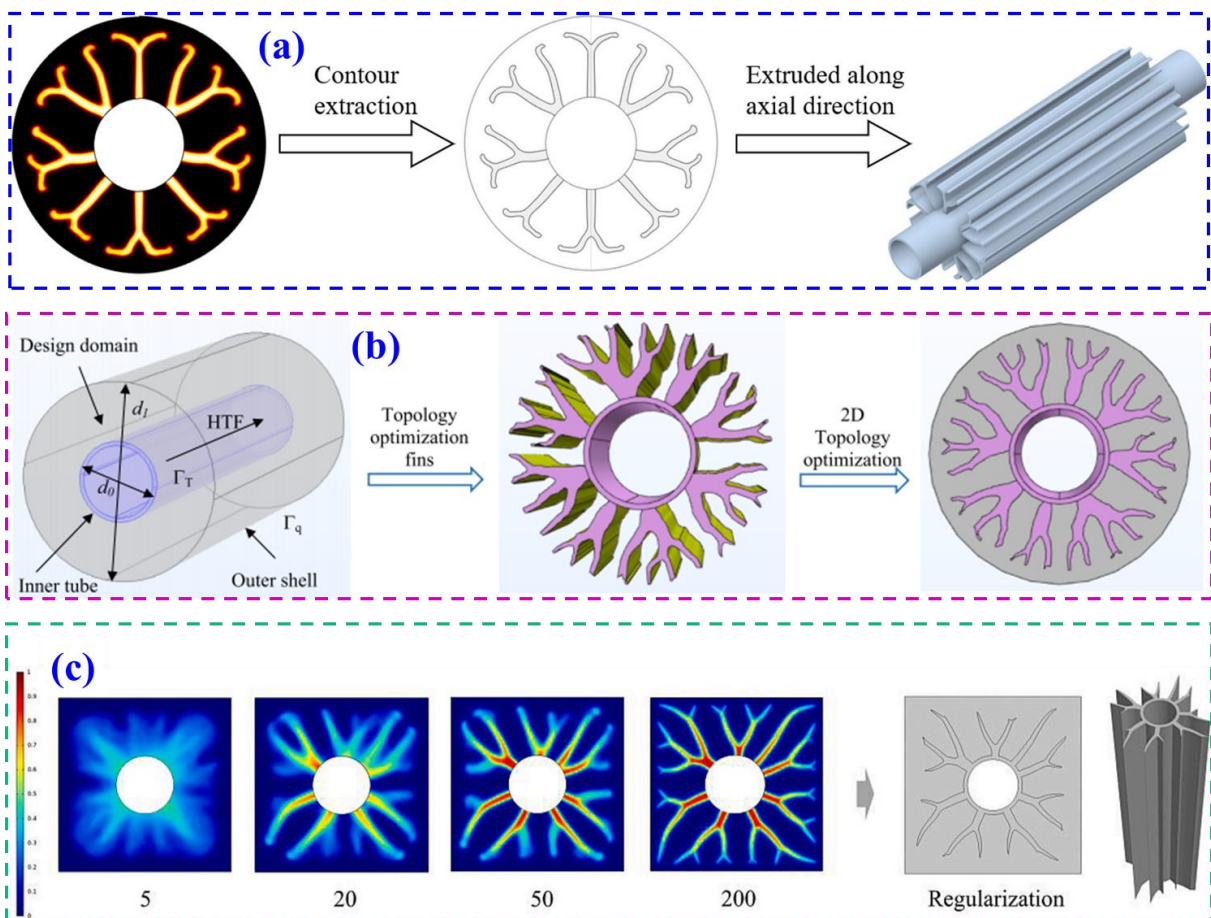 (a)
Contour
extraction
Extruded along
axial direction
(b)
Design domain
d1
HTF
ΓT
d0
Γq
Inner tube
Outer shell
Topology
optimization
fins
2D
Topology
optimization
(c)
1
0.9
0.8
0.7
0.6
0.5
0.4
0.3
0.2
0.1
0
5
20
50
200
Regularization